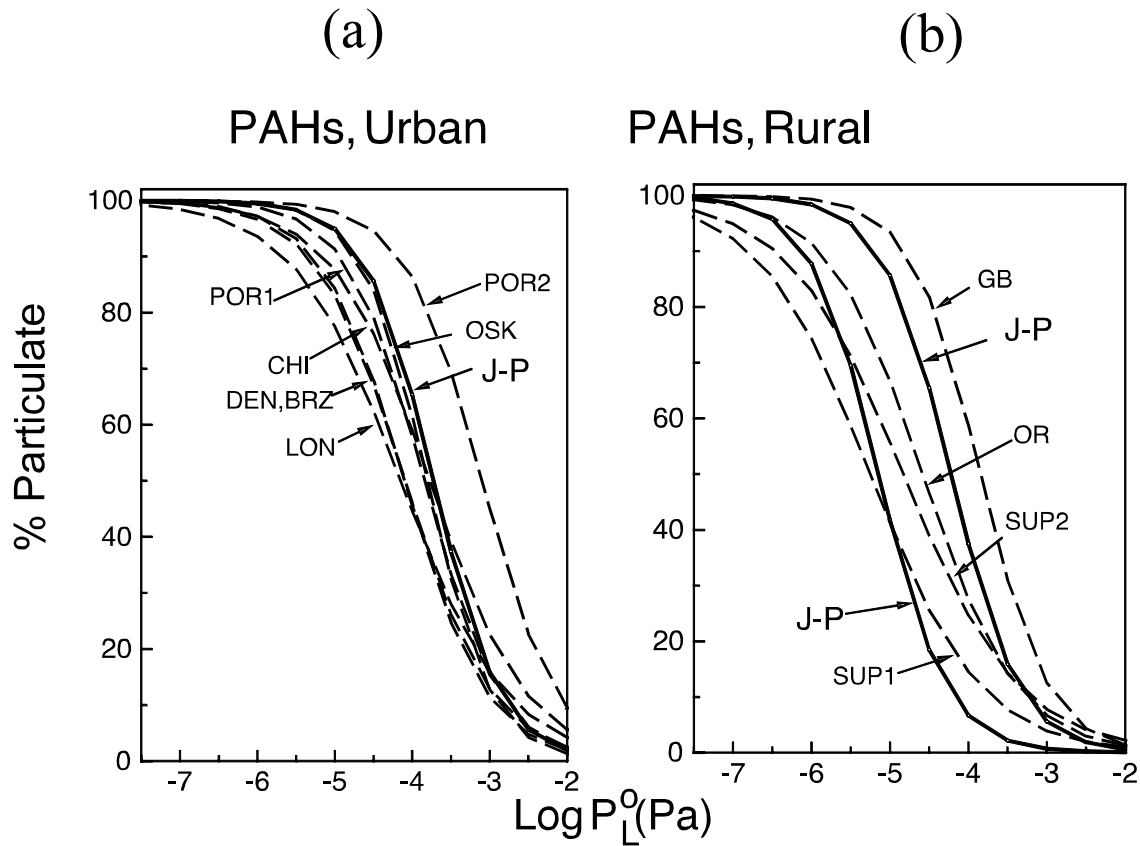 (a)
(b)
PAHs, Urban
PAHs, Rural
% Particulate
100
80
60
40
20
0
POR1
POR2
OSK
CHI
J-P
DEN,BRZ
LON
-7
-6
-5
-4
-3
-2
100
80
60
40
20
0
GB
J-P
OR
SUP2
J-P
SUP1
-7
-6
-5
-4
-3
-2
Log P°L(Pa)